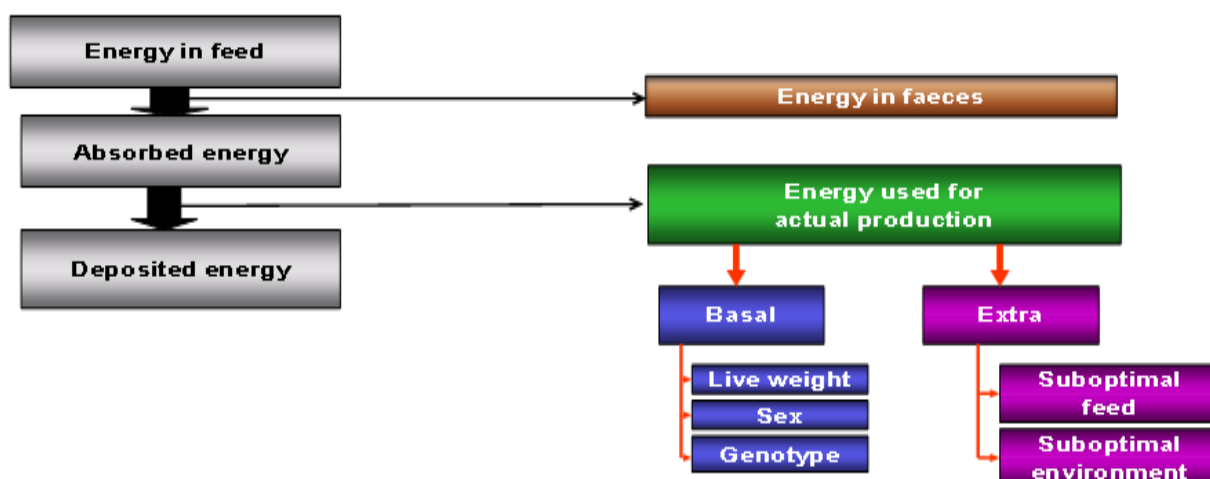 Energy in feed
Energy in faeces
Absorbed energy
Energy used for
actual production
Deposited energy
Basal
Extra
Live weight
Sex
Genotype
Suboptimal
feed
Suboptimal
environment